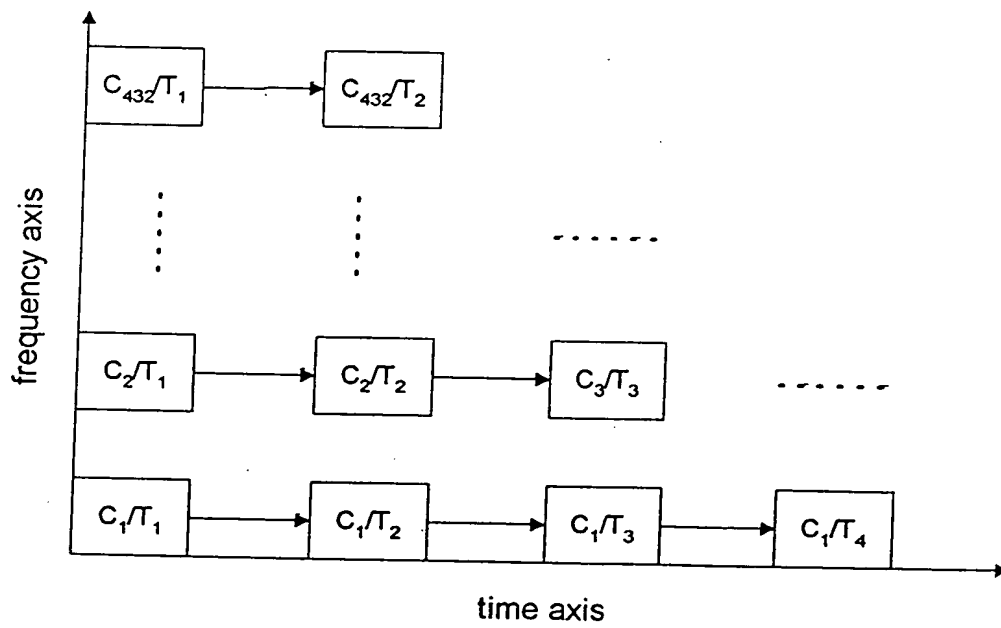 C₄₃₂/T₁ C₄₃₂/T₂
frequency axis
C₂/T₁ C₂/T₂ C₃/T₃
C₁/T₁ C₁/T₂ C₁/T₃ C₁/T₄
time axis